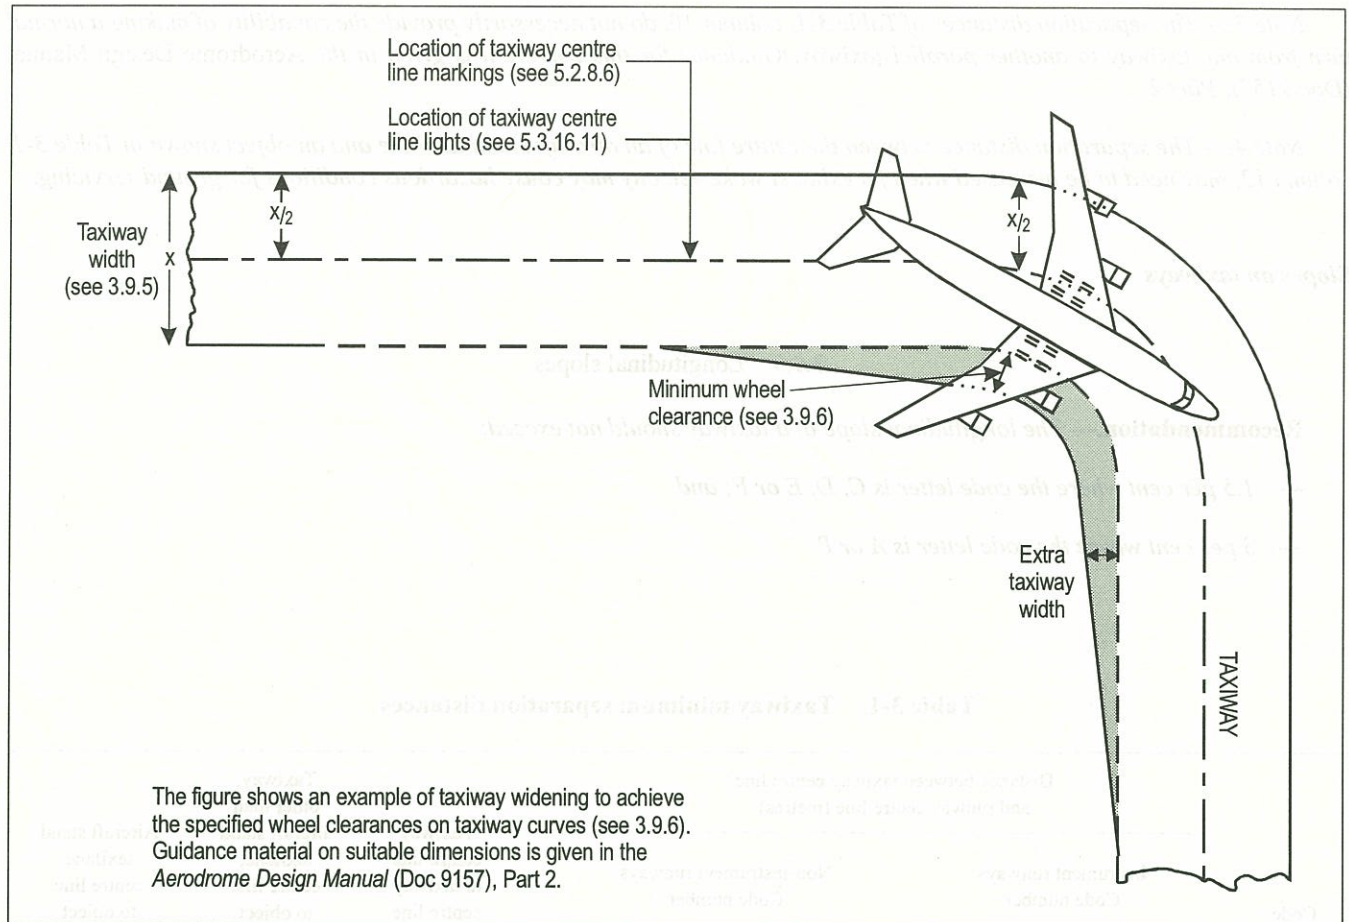 Location of taxiway centre
line markings (see 5.2.8.6)
Location of taxiway centre
line lights (see 5.3.16.11)
x/2
x/2
Taxiway
width
(see 3.9.5)
x
Minimum wheel
clearance (see 3.9.6)
Extra
taxiway
width
TAXIWAY
The figure shows an example of taxiway widening to achieve
the specified wheel clearances on taxiway curves (see 3.9.6).
Guidance material on suitable dimensions is given in the
Aerodrome Design Manual (Doc 9157), Part 2.